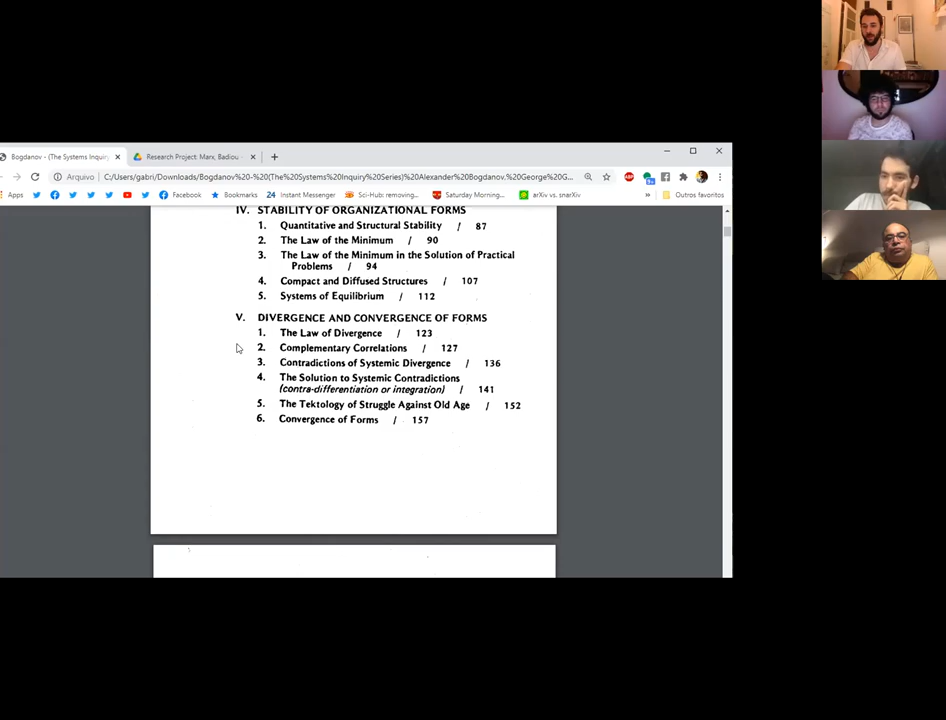 Bogdanov - (The Systems Inquiry
Research Project: Marx, Badiou
Arquivo
C:/Users/gabri/Downloads/Bogdanov%20-%20(The%20Systems%20Inquiry%20Series)%20Alexander%20Bogdanov,%20George%20G...
Apps
Facebook
Bookmarks
24 Instant Messenger
Sci-Hub: removing...
Saturday Morning...
arXiv vs. snarXiv
»
Outros favoritos
IV. STABILITY OF ORGANIZATIONAL FORMS
1. Quantitative and Structural Stability / 87
2. The Law of the Minimum / 90
3. The Law of the Minimum in the Solution of Practical
Problems / 94
4. Compact and Diffused Structures / 107
5. Systems of Equilibrium / 112
V. DIVERGENCE AND CONVERGENCE OF FORMS
1. The Law of Divergence / 123
2. Complementary Correlations / 127
3. Contradictions of Systemic Divergence / 136
4. The Solution to Systemic Contradictions
(contra-differentiation or integration) / 141
5. The Tektology of Struggle Against Old Age / 152
6. Convergence of Forms / 157